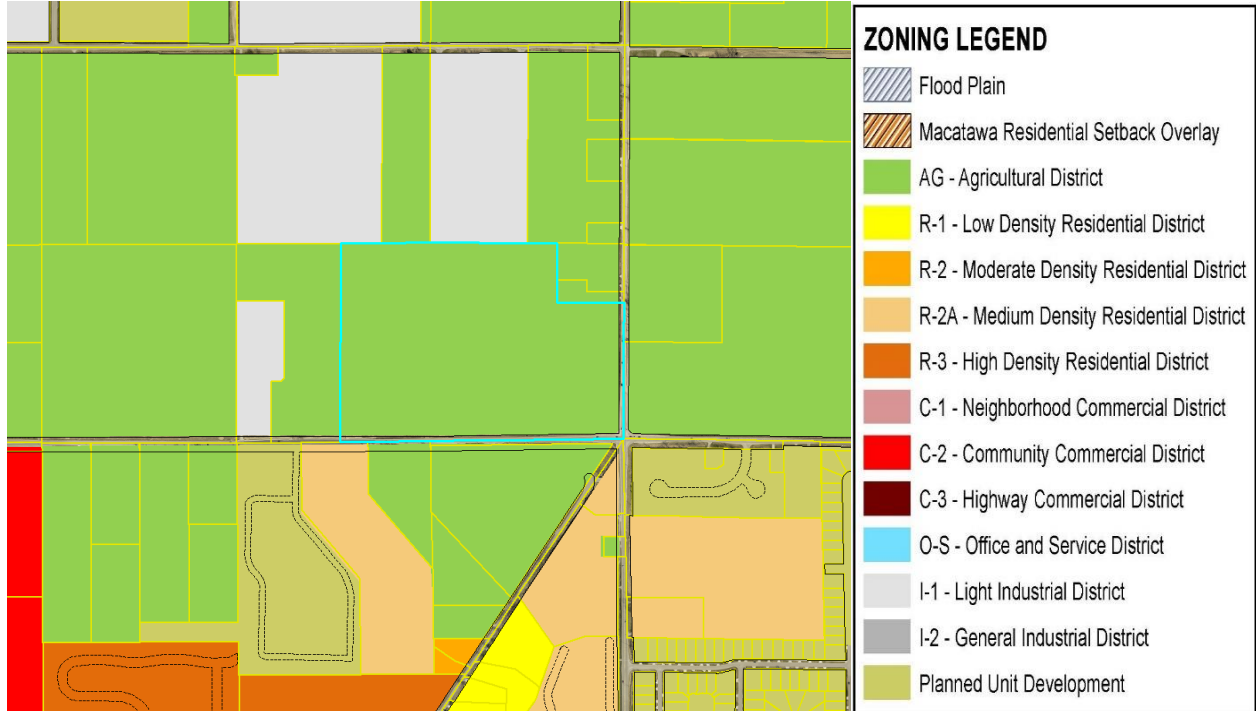 ZONING LEGEND
Flood Plain
Macatawa Residential Setback Overlay
AG - Agricultural District
R-1 - Low Density Residential District
R-2 - Moderate Density Residential District
R-2A - Medium Density Residential District
R-3 - High Density Residential District
C-1 - Neighborhood Commercial District
C-2 - Community Commercial District
C-3 - Highway Commercial District
O-S - Office and Service District
I-1 - Light Industrial District
I-2 - General Industrial District
Planned Unit Development